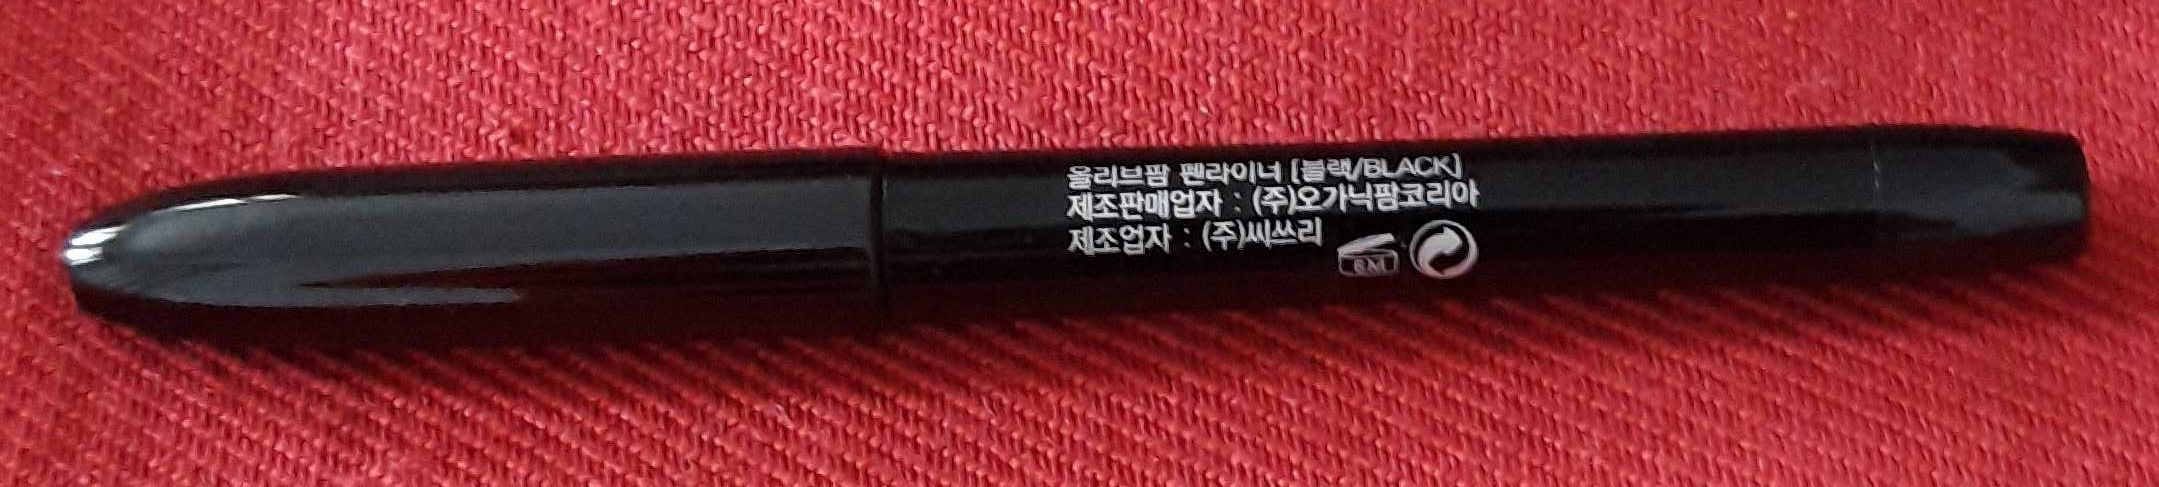 올리브팜 펜라이너 [블랙/BLACK]
제조판매업자 : (주)오가닉팜코리아
제조업자 : (주)씨쓰리
6M